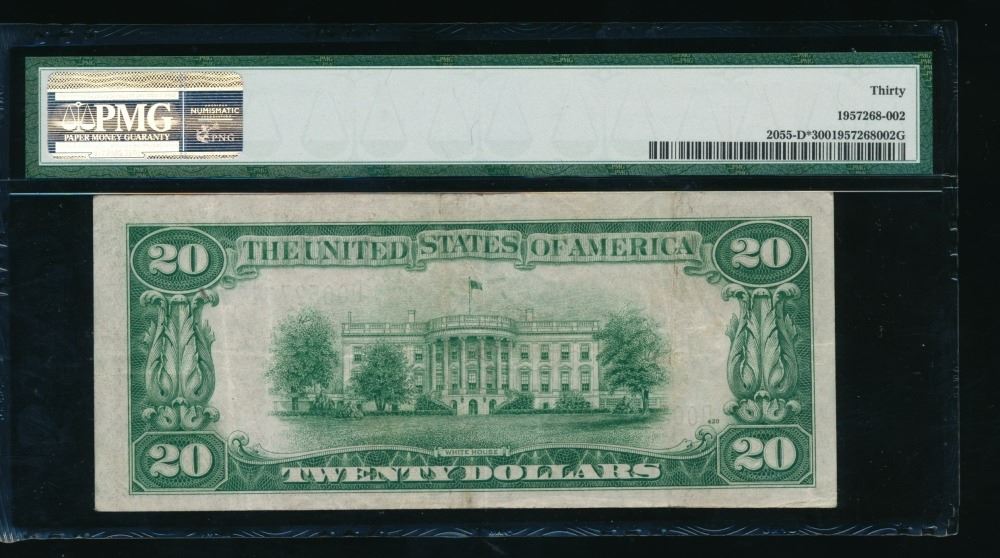 PMG
PAPER MONEY GUARANTY
NUMISMATIC
PNG
Thirty
1957268-002
2055-D*3001957268002G
20
THE UNITED STATES OF AMERICA
20
420
20
WHITE HOUSE
TWENTY DOLLARS
20